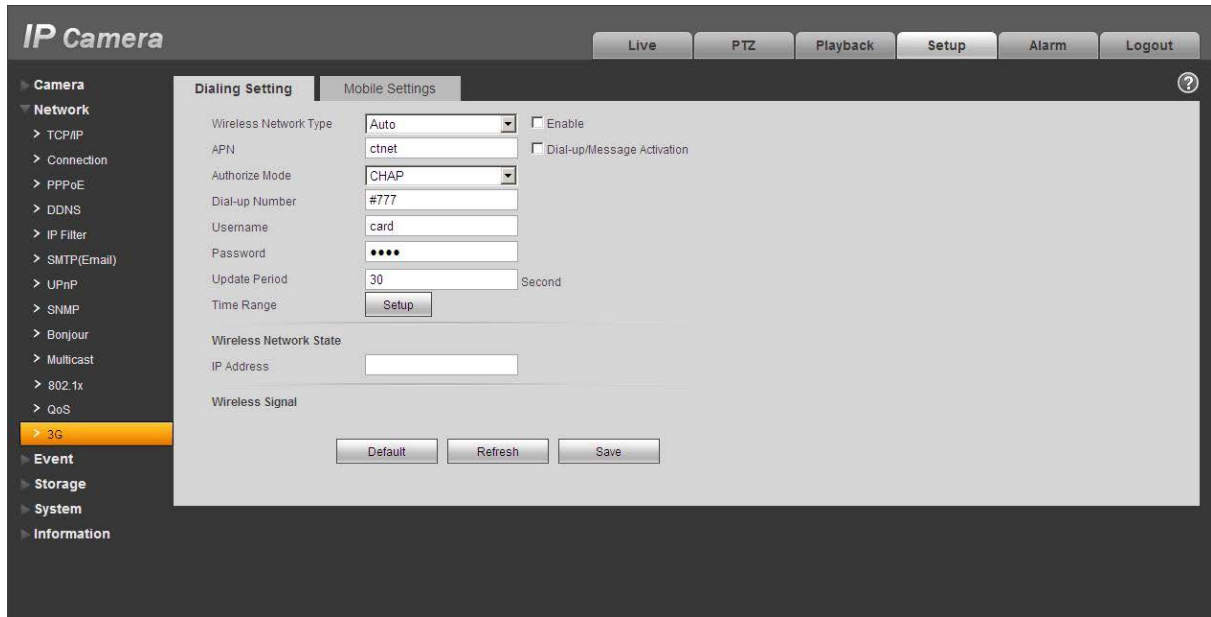 IP Camera
Live PTZ Playback Setup Alarm Logout
Camera
Network
> TCP/IP
> Connection
> PPPoE
> DDNS
> IP Filter
> SMTP(Email)
> UPnP
> SNMP
> Bonjour
> Multicast
> 802.1x
> QoS
> 3G
Event
Storage
System
Information
Dialing Setting Mobile Settings
?
Wireless Network Type Auto Enable
APN ctnet Dial-up/Message Activation
Authorize Mode CHAP
Dial-up Number #777
Username card
Password ••••
Update Period 30 Second
Time Range Setup
Wireless Network State
IP Address
Wireless Signal
Default Refresh Save